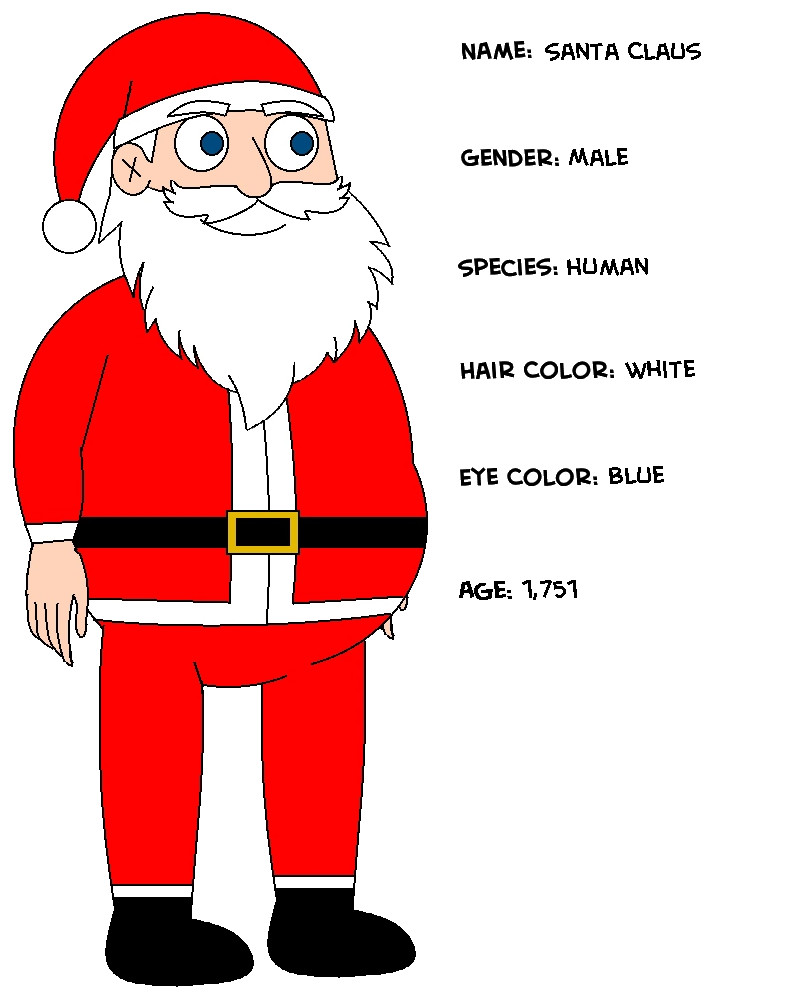 NAME: SANTA CLAUS
GENDER: MALE
SPECIES: HUMAN
HAIR COLOR: WHITE
EYE COLOR: BLUE
AGE: 1,751